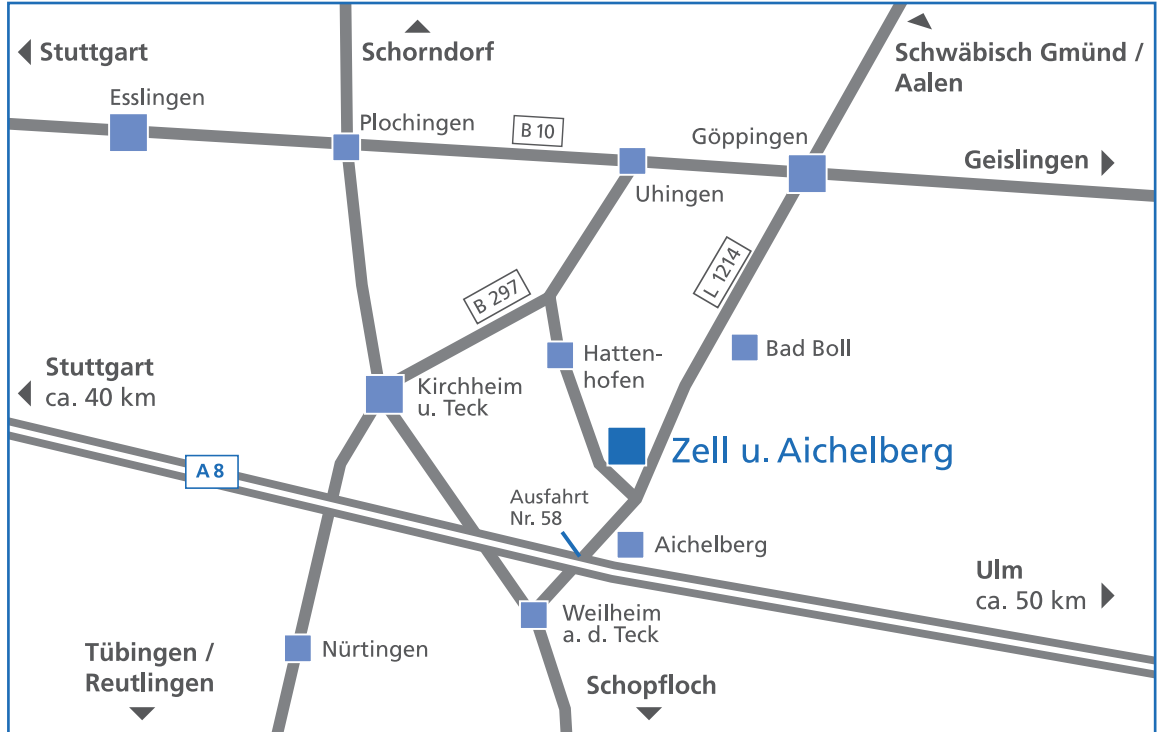 Stuttgart
Schorndorf
Schwäbisch Gmünd /
Aalen
Esslingen
Plochingen
B 10
Göppingen
Geislingen
Uhingen
L 1214
B 297
Hatten-
hofen
Bad Boll
Stuttgart
ca. 40 km
Kirchheim
u. Teck
Zell u. Aichelberg
A 8
Ausfahrt
Nr. 58
Aichelberg
Ulm
ca. 50 km
Weilheim
a. d. Teck
Nürtingen
Tübingen /
Reutlingen
Schopfloch